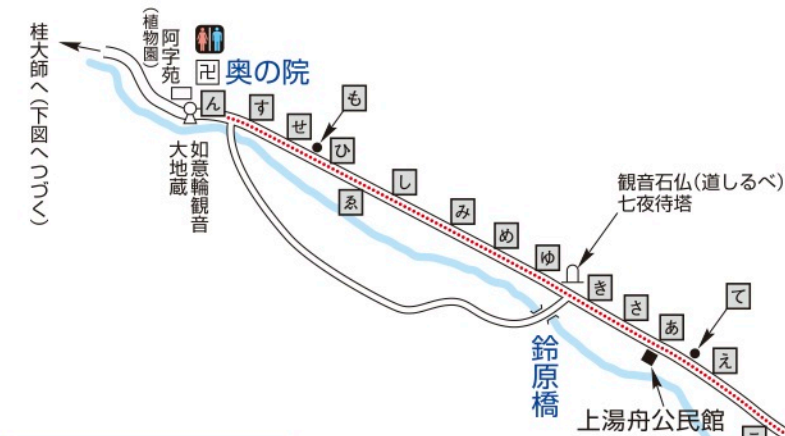 桂大師へ(下図へつづく)
(植物園)
阿字苑
卍
奥の院
ん
す
せ
も
ひ
ゑ
し
み
め
ゆ
き
さ
あ
て
え
如意輪観音
大地蔵
観音石仏(道しるべ)
七夜待塔
鈴原橋
上湯舟公民館